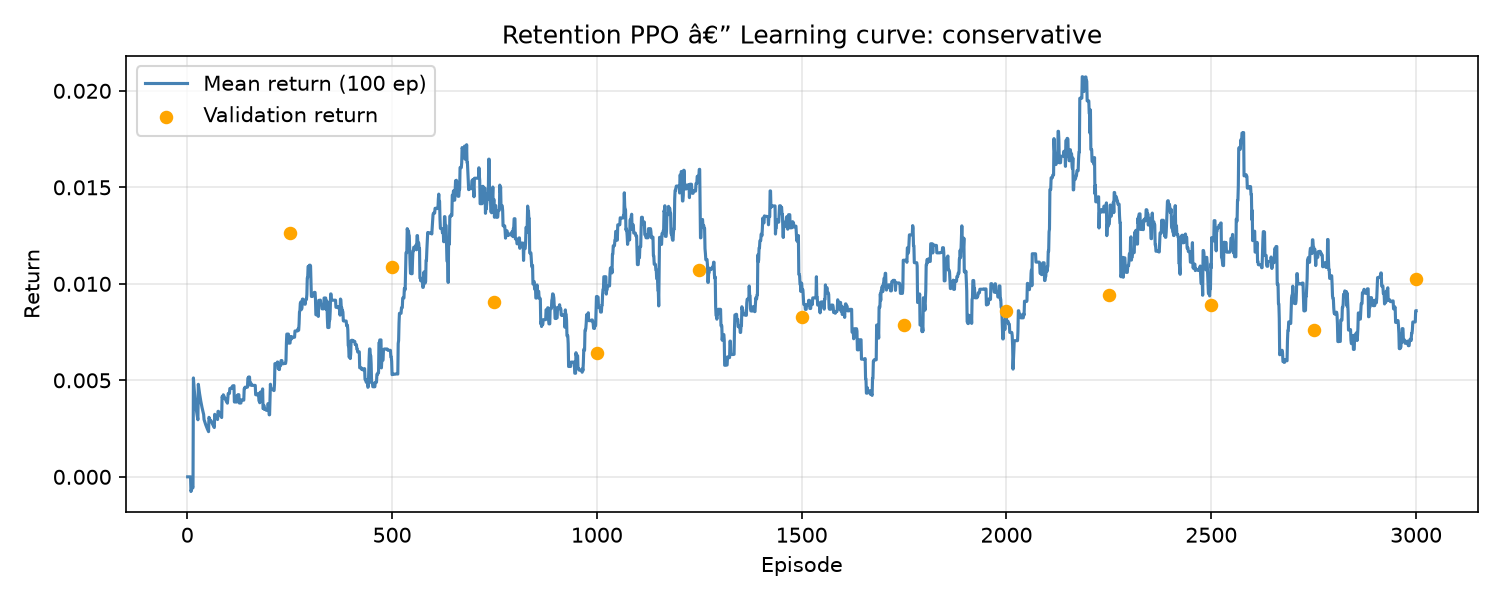 Retention PPO â€” Learning curve: conservative
Mean return (100 ep)
Validation return
Return
0.020
0.015
0.010
0.005
0.000
0 500 1000 1500 2000 2500 3000
Episode